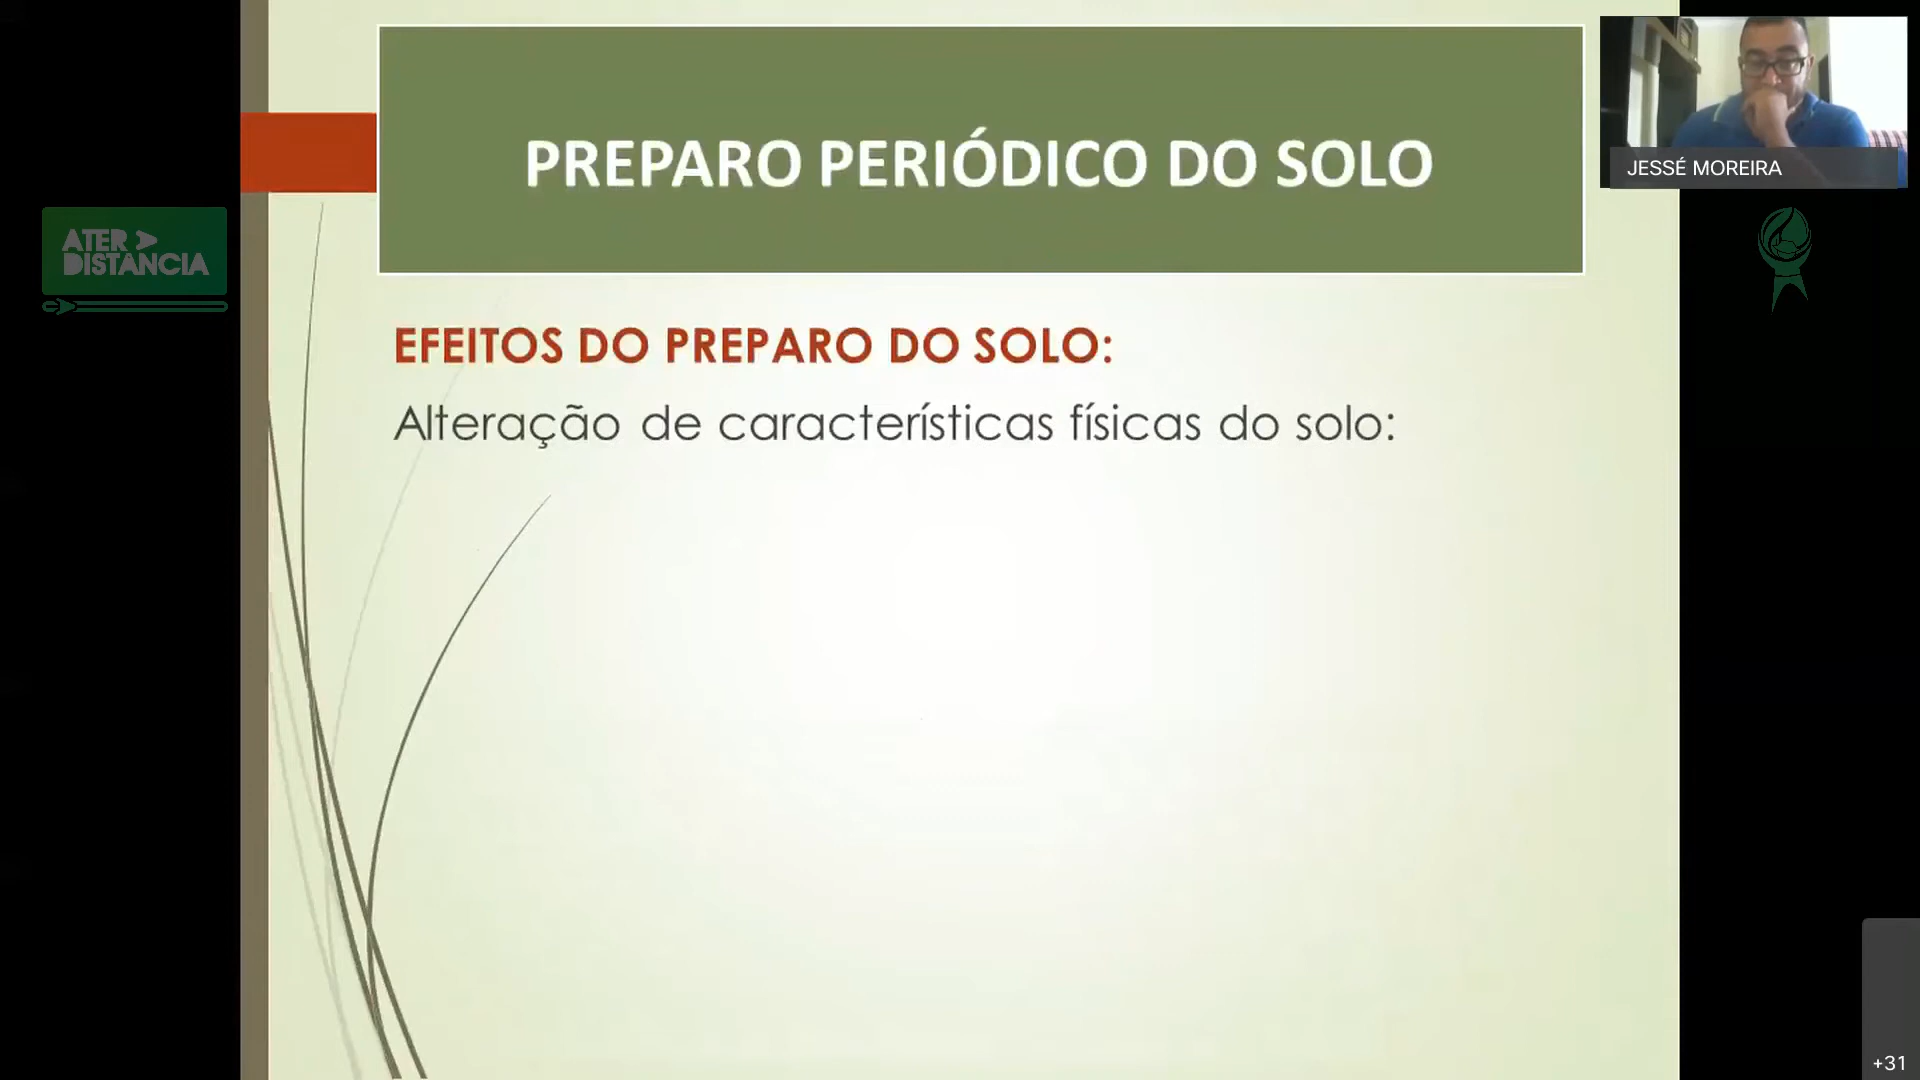 PREPARO PERIÓDICO DO SOLO
JESSÉ MOREIRA
ATER
DISTÂNCIA
EFEITOS DO PREPARO DO SOLO:
Alteração de características físicas do solo:
+31